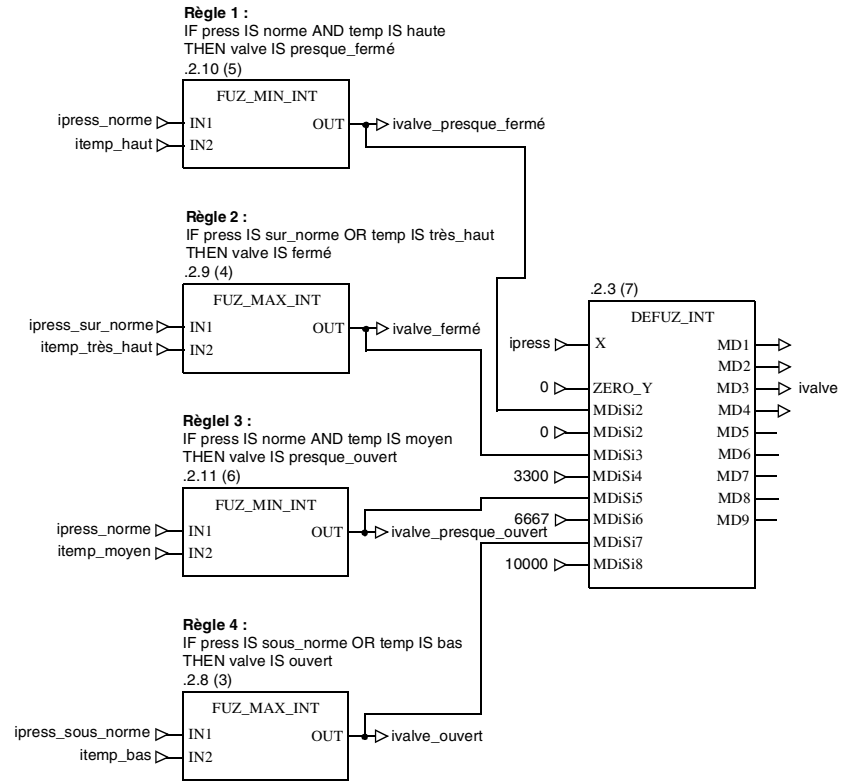 Règle 1 :
IF press IS norme AND temp IS haute
THEN valve IS presque_fermé
.2.10 (5)
FUZ_MIN_INT
ipress_norme IN1 OUT ivalve_presque_fermé
itemp_haut IN2
Règle 2 :
IF press IS sur_norme OR temp IS très_haut
THEN valve IS fermé
.2.9 (4)
FUZ_MAX_INT
ipress_sur_norme IN1 OUT ivalve_fermé
itemp_très_haut IN2
Règlel 3 :
IF press IS norme AND temp IS moyen
THEN valve IS presque_ouvert
.2.11 (6)
FUZ_MIN_INT
ipress_norme IN1 OUT ivalve_presque_ouvert
itemp_moyen IN2
Règle 4 :
IF press IS sous_norme OR temp IS bas
THEN valve IS ouvert
.2.8 (3)
FUZ_MAX_INT
ipress_sous_norme IN1 OUT ivalve_ouvert
itemp_bas IN2
.2.3 (7)
DEFUZ_INT
ipress X MD1
MD2
0 ZERO_Y MD3 ivalve
MDiSi2 MD4
0 MDiSi2 MD5
MDiSi3 MD6
3300 MDiSi4 MD7
MDiSi5 MD8
6667 MDiSi6 MD9
MDiSi7
10000 MDiSi8